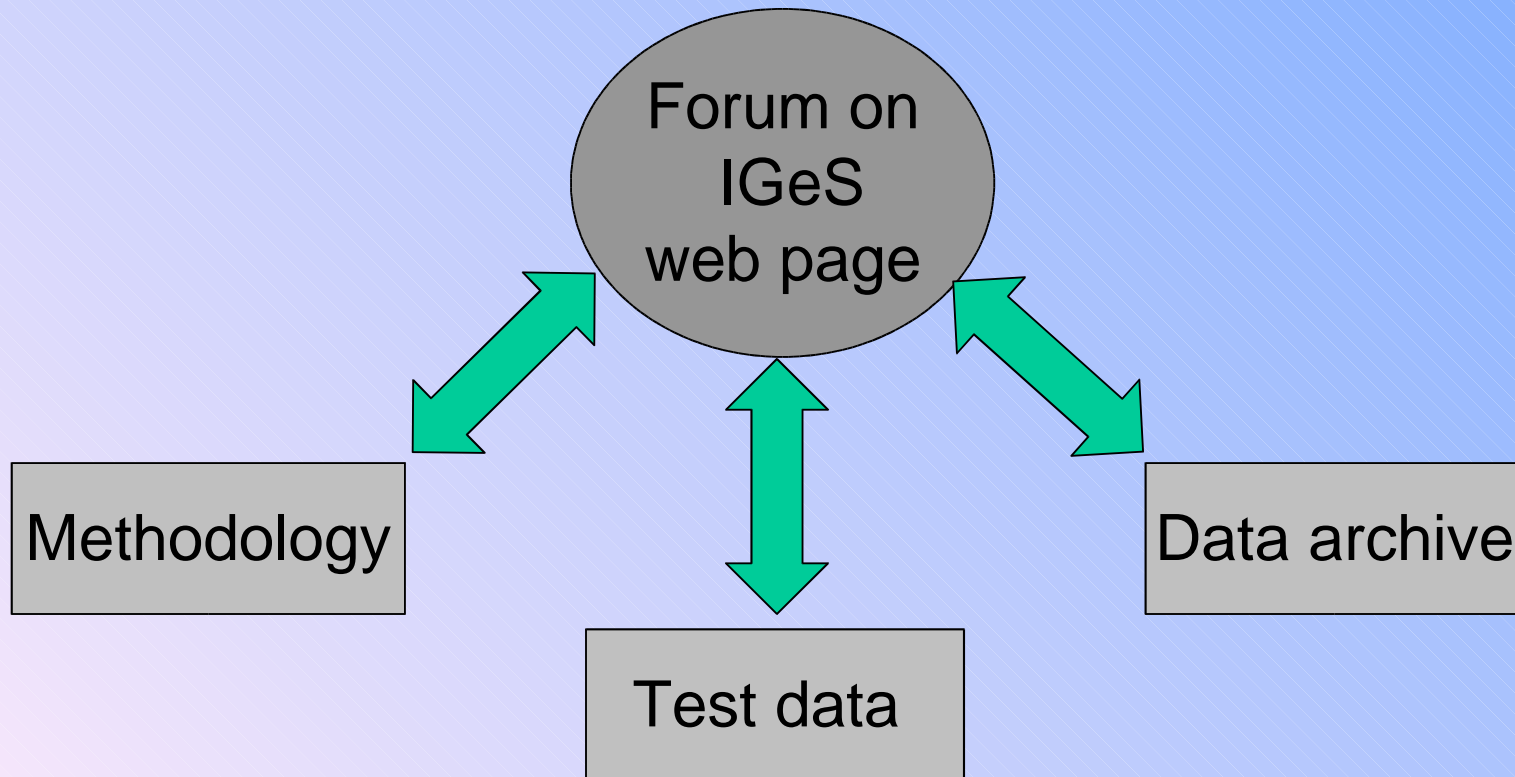 Forum on
IGeS
web page
Methodology
Data archive
Test data